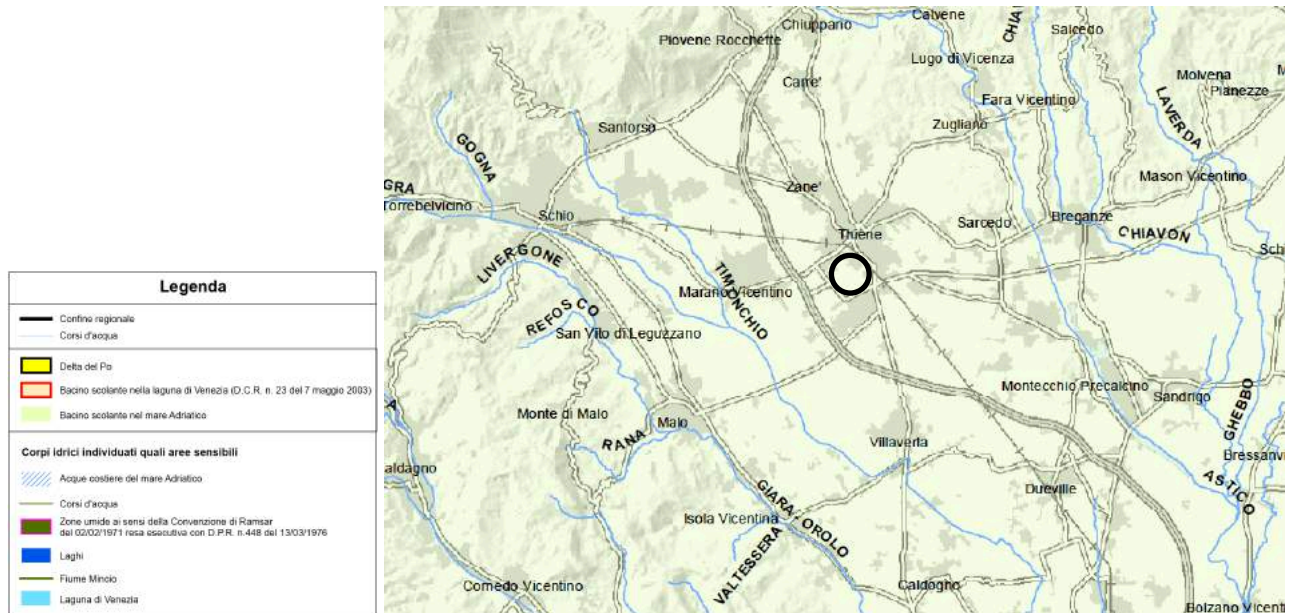 Legenda
Confine regionale
Corsi d'acqua
Delta del Po
Bacino scolante nella laguna di Venezia (D.C.R. n. 23 del 7 maggio 2003)
Bacino scolante nel mare Adriatico
Corpi idrici individuati quali aree sensibili
Acque costiere del mare Adriatico
Corsi d'acqua
Zone umide ai sensi della Convenzione di Ramsar
del 02/02/1971 resa esecutiva con D.P.R. n.448 del 13/03/1976
Laghi
Fiume Mincio
Laguna di Venezia
Chiuppano
Calvene
CHIAV
Salcedo
Piovene Rocchette
Lugo di Vicenza
Carre'
Molvena
Pianezze
M
Fara Vicentino
LAVERDA
Santorso
Zugliano
GOGNA
Mason Vicentino
GRA
Torrebelvicino
Zane'
Schio
Sarcedo
Breganze
Thiene
CHIAVON
Schi
LIVERGONE
TIMONCHIO
Marano Vicentino
REFOSCO
San Vito di Leguzzano
Montecchio Precalcino
Sandrigo
GHEBBO
Monte di Malo
Malo
RANA
Villaverla
Bressanvi
aldagno
ASTICO
Dueville
GIARA-OROLO
Isola Vicentina
VALTESSERA
Cornedo Vicentino
Caldogno
Bolzano Vicenti